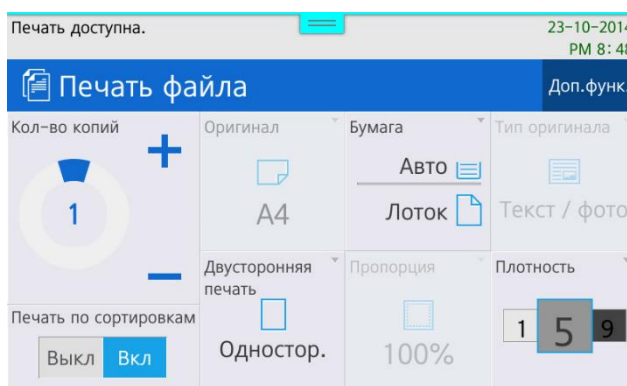 Печать доступна.
23-10-2014
PM 8:48
Печать файла
Доп.функ.
Кол-во копий
1
Оригинал
A4
Бумага
Авто
Лоток
Тип оригинала
Текст / фото
Печать по сортировкам
Выкл Вкл
Двусторонняя
печать
Одностор.
Пропорция
100%
Плотность
1 5 9